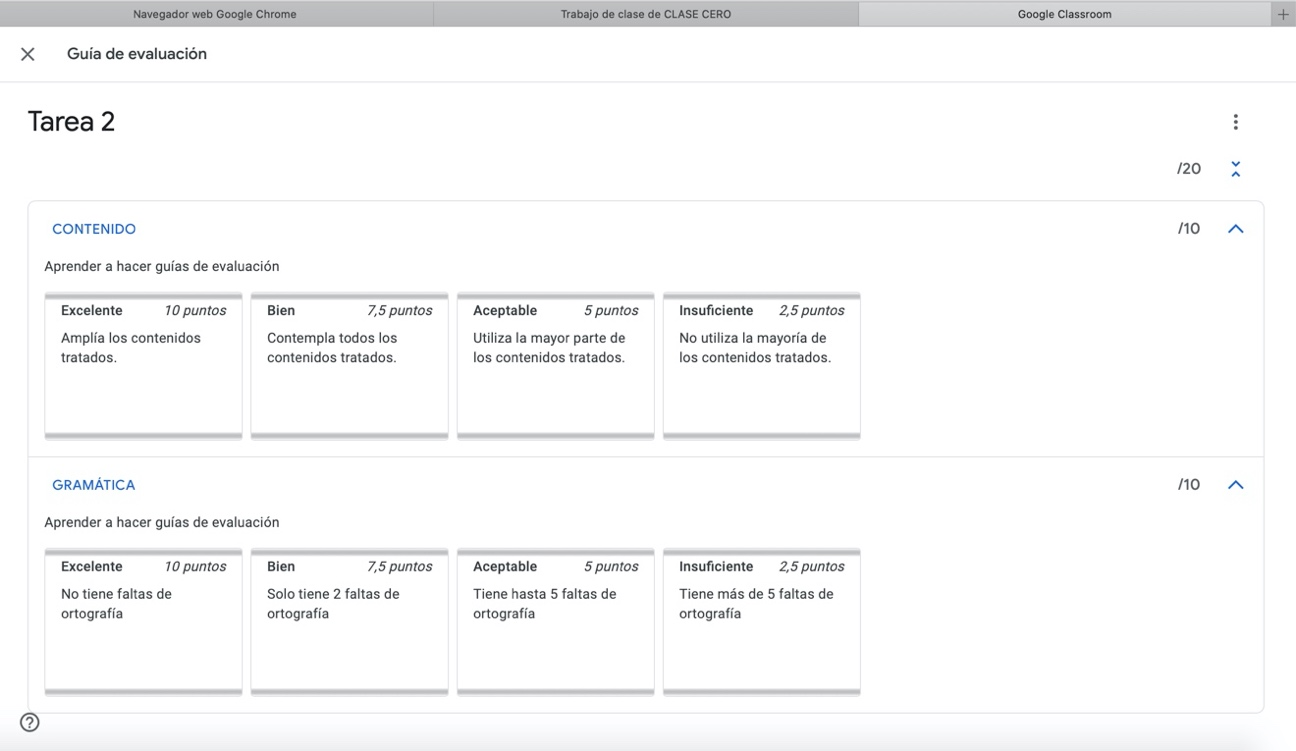 Navegador web Google Chrome Trabajo de clase de CLASE CERO Google Classroom
Guía de evaluación
Tarea 2
/20
CONTENIDO /10
Aprender a hacer guías de evaluación
Excelente 10 puntos
Amplía los contenidos
tratados.
Bien 7,5 puntos
Contempla todos los
contenidos tratados.
Aceptable 5 puntos
Utiliza la mayor parte de
los contenidos tratados.
Insuficiente 2,5 puntos
No utiliza la mayoría de
los contenidos tratados.
GRAMÁTICA /10
Aprender a hacer guías de evaluación
Excelente 10 puntos
No tiene faltas de
ortografía
Bien 7,5 puntos
Solo tiene 2 faltas de
ortografía
Aceptable 5 puntos
Tiene hasta 5 faltas de
ortografía
Insuficiente 2,5 puntos
Tiene más de 5 faltas de
ortografía